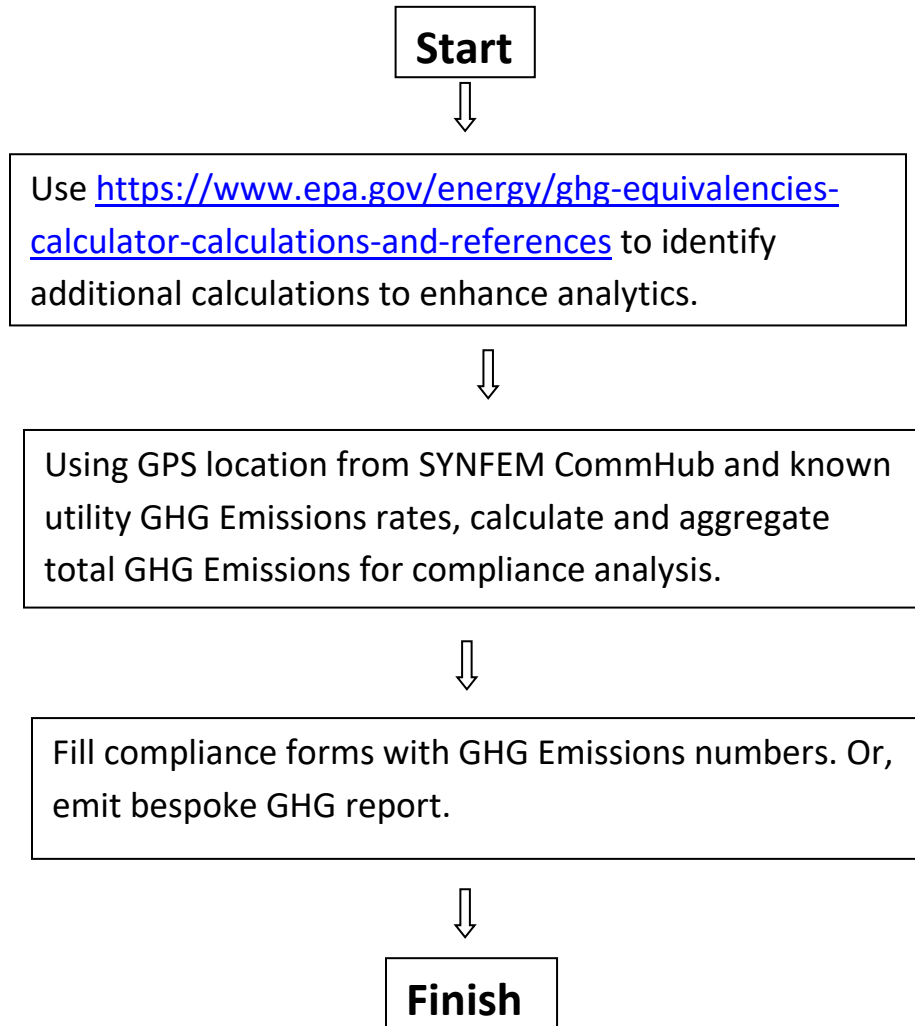 Start
Use https://www.epa.gov/energy/ghg-equivalencies-
calculator-calculations-and-references to identify
additional calculations to enhance analytics.
Using GPS location from SYNFEM CommHub and known
utility GHG Emissions rates, calculate and aggregate
total GHG Emissions for compliance analysis.
Fill compliance forms with GHG Emissions numbers. Or,
emit bespoke GHG report.
Finish